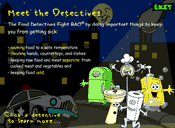 Exit
Meet the Detectives
The Food Detectives Fight BAC!® by doing important things to keep
you from getting sick:
- cooking food to a safe temperature
- cleaning hands, countertops, and dishes
- keeping raw food and meat separate from
cooked meat and vegetables and
- keeping food cold.
Click a detective
to learn more...